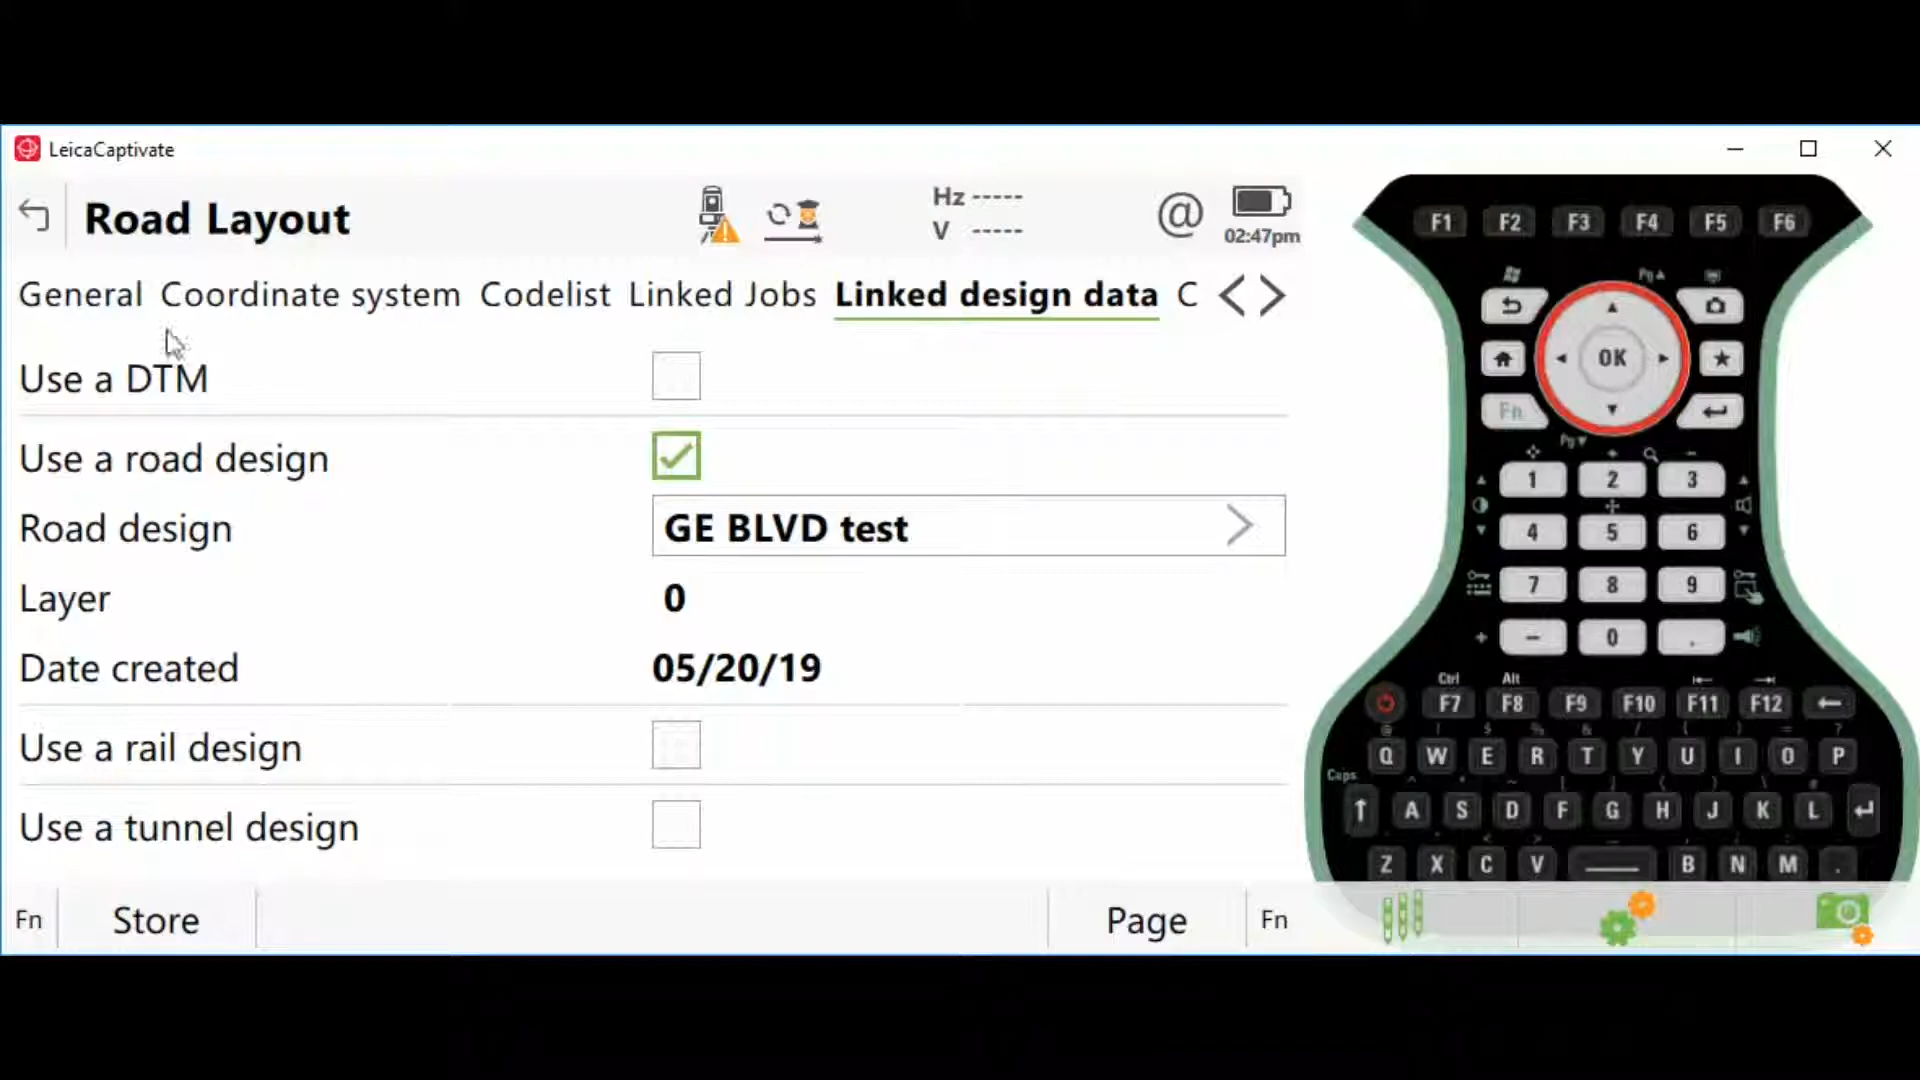 LeicaCaptivate
Road Layout
Hz -----
V -----
@
02:47pm
General Coordinate system Codelist Linked Jobs Linked design data C
Use a DTM
Use a road design
Road design GE BLVD test
Layer 0
Date created 05/20/19
Use a rail design
Use a tunnel design
Fn Store Page Fn
F1 F2 F3 F4 F5 F6
Pg
OK
Fn
Pg
1 2 3
4 5 6
7 8 9
- 0 .
Ctrl Alt
F7 F8 F9 F10 F11 F12
Q W E R T Y U I O P
Caps
A S D F G H J K L
Z X C V B N M .